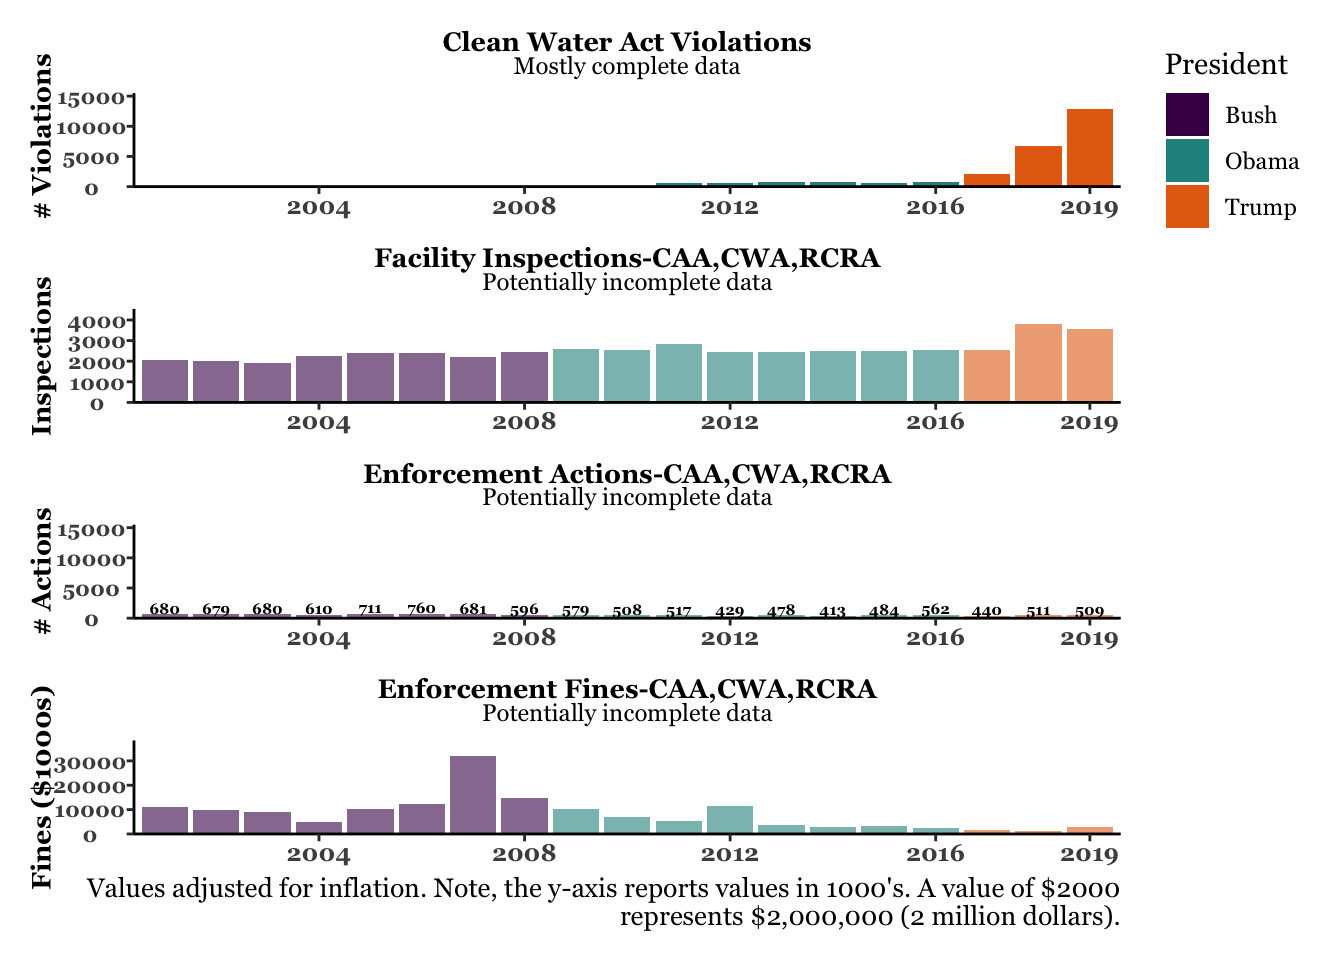 Clean Water Act Violations
Mostly complete data
# Violations
15000
10000
5000
0
2004 2008 2012 2016 2019
President
Bush
Obama
Trump
Facility Inspections-CAA,CWA,RCRA
Potentially incomplete data
Inspections
4000
3000
2000
1000
0
2004 2008 2012 2016 2019
Enforcement Actions-CAA,CWA,RCRA
Potentially incomplete data
# Actions
15000
10000
5000
0
680 679 680 610 711 760 681 596 579 508 517 429 478 413 484 562 440 511 509
2004 2008 2012 2016 2019
Enforcement Fines-CAA,CWA,RCRA
Potentially incomplete data
Fines ($1000s)
30000
20000
10000
0
2004 2008 2012 2016 2019
Values adjusted for inflation. Note, the y-axis reports values in 1000's. A value of $2000
represents $2,000,000 (2 million dollars).